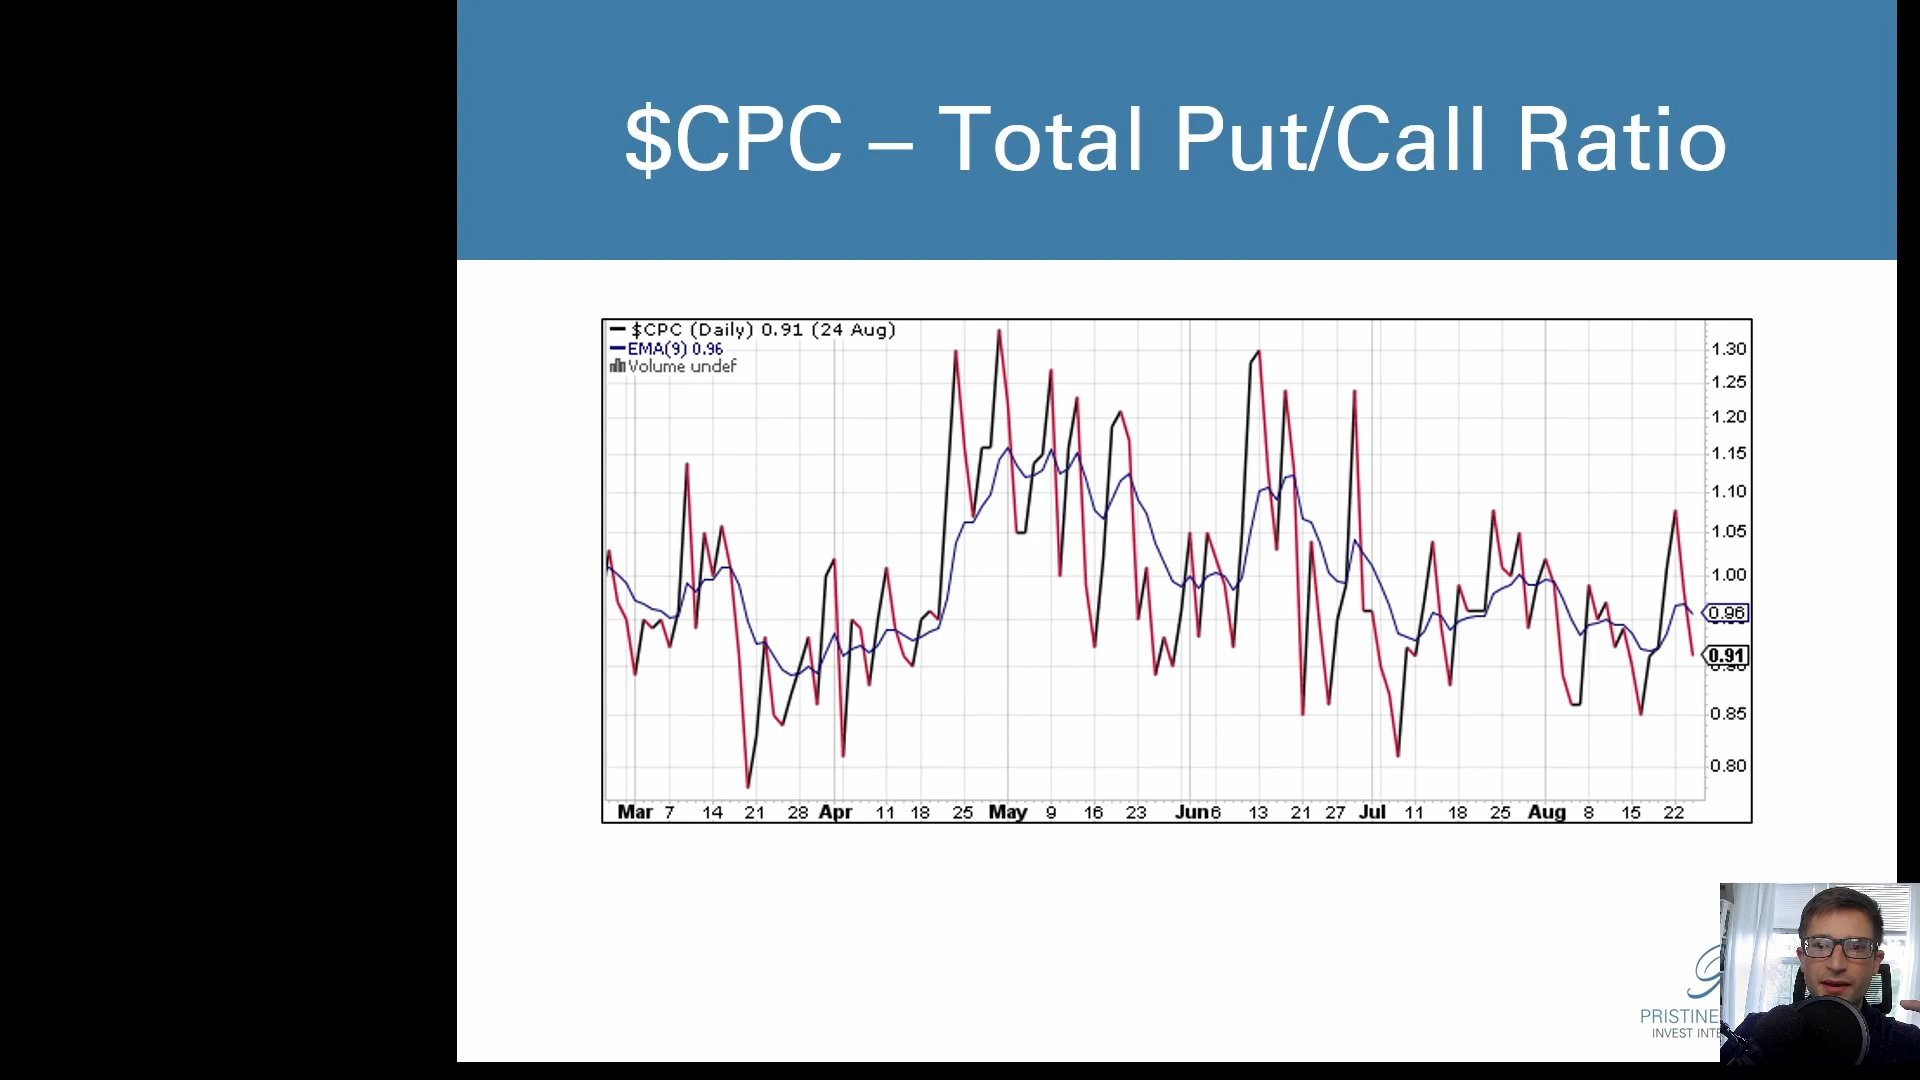 $CPC – Total Put/Call Ratio
$CPC (Daily) 0.91 (24 Aug)
EMA(9) 0.96
Volume undef
1.30
1.25
1.20
1.15
1.10
1.05
1.00
0.96
0.91
0.85
0.80
Mar 7 14 21 28 Apr 11 18 25 May 9 16 23 Jun 6 13 21 27 Jul 11 18 25 Aug 8 15 22
PRISTINE
INVEST